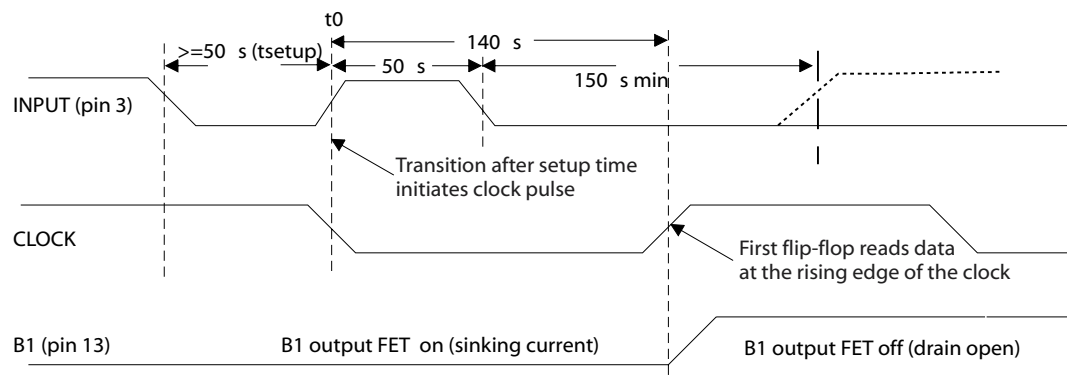 t0
>=50 s (tsetup)
140 s
50 s
150 s min
INPUT (pin 3)
Transition after setup time
initiates clock pulse
CLOCK
First flip-flop reads data
at the rising edge of the clock
B1 (pin 13)
B1 output FET on (sinking current)
B1 output FET off (drain open)